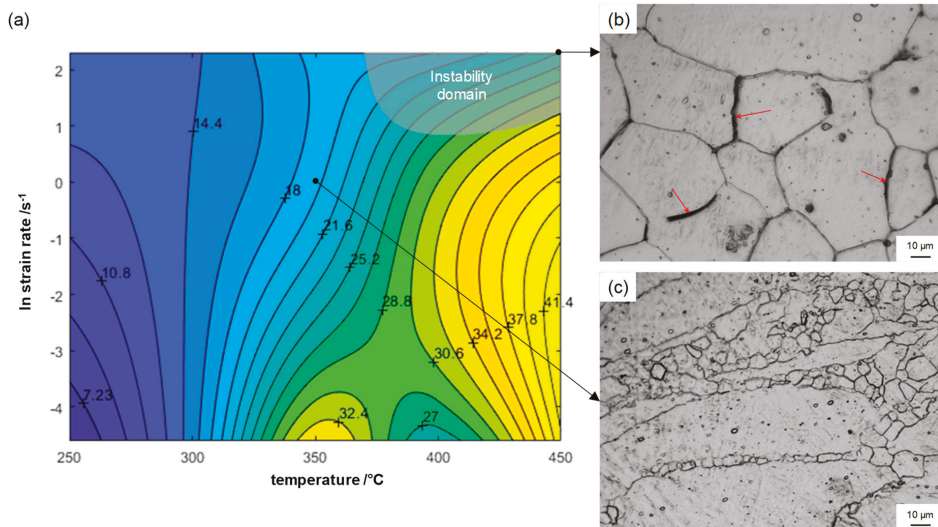 (a)
2
1
0
-1
-2
-3
-4
ln strain rate /s-1
Instability
domain
14.4
18
21.6
25.2
10.8
28.8
41.4
37.8
34.2
30.6
7.23
32.4
27
250
300
350
400
450
temperature /°C
(b)
10 µm
(c)
10 µm